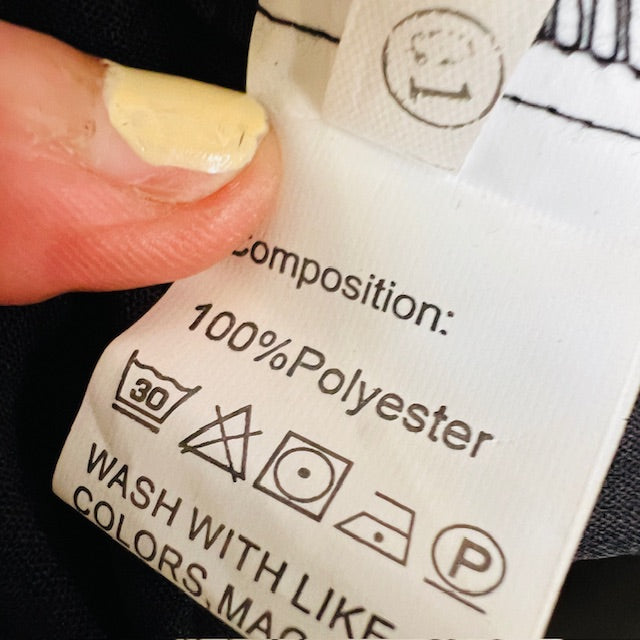 Composition:
100%Polyester
30
P
WASH WITH LIKE
COLORS,